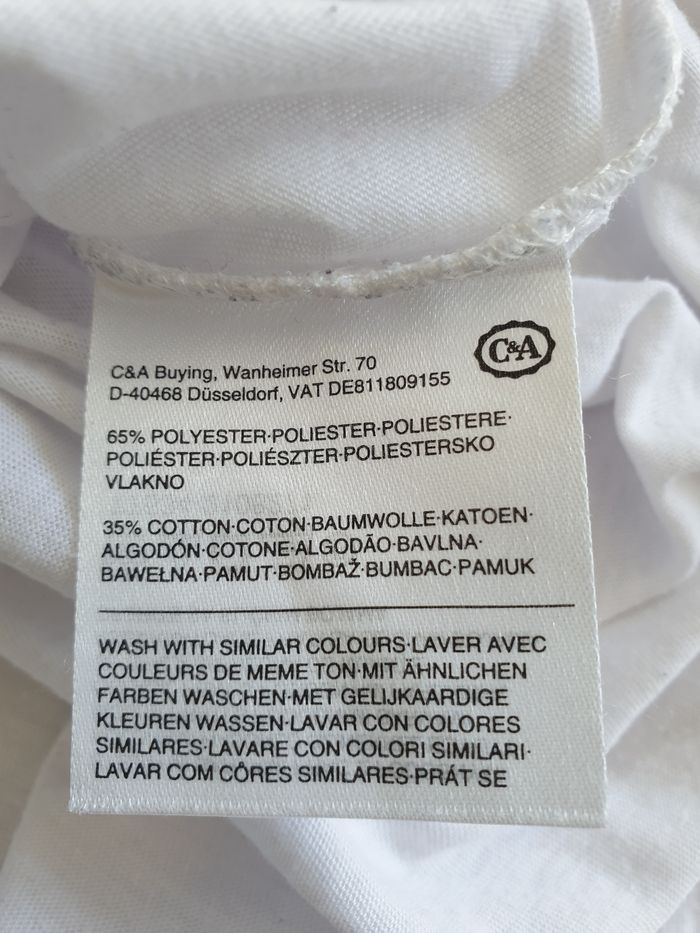 C&A
C&A Buying, Wanheimer Str. 70
D-40468 Düsseldorf, VAT DE811809155
65% POLYESTER·POLIESTER·POLIESTERE·
POLIÉSTER·POLIÉSZTER·POLIESTERSKO
VLAKNO
35% COTTON·COTON·BAUMWOLLE·KATOEN·
ALGODÓN·COTONE·ALGODÃO·BAVLNA·
BAWEŁNA·PAMUT·BOMBAŽ·BUMBAC·PAMUK
WASH WITH SIMILAR COLOURS·LAVER AVEC
COULEURS DE MEME TON·MIT ÄHNLICHEN
FARBEN WASCHEN·MET GELIJKAARDIGE
KLEUREN WASSEN·LAVAR CON COLORES
SIMILARES·LAVARE CON COLORI SIMILARI·
LAVAR COM CÔRES SIMILARES·PRÁT SE